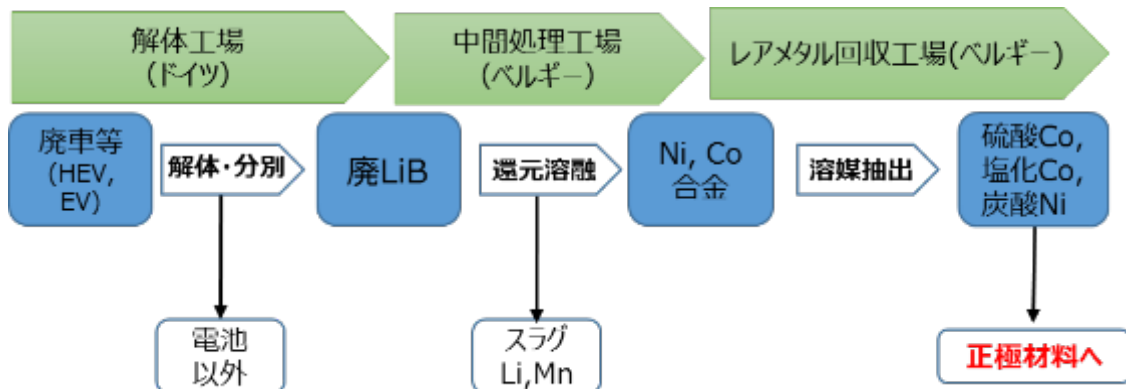 解体工場
(ドイツ)
中間処理工場
(ベルギー)
レアメタル回収工場(ベルギー)
廃車等
(HEV,
EV)
解体・分別
廃LiB
還元溶融
Ni, Co
合金
溶媒抽出
硫酸Co,
塩化Co,
炭酸Ni
電池
以外
スラグ
Li,Mn
正極材料へ